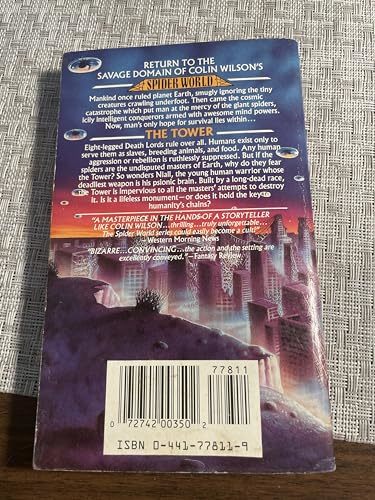 RETURN TO THE
SAVAGE DOMAIN OF COLIN WILSON'S
SPIDER WORLD
Mankind once ruled planet Earth, smugly ignoring the tiny
creatures crawling underfoot. Then came the cosmic
catastrophe which put man at the mercy of the giant spiders,
icily intelligent conquerors armed with awesome mind powers.
Now, man's only hope for survival lies within...
THE TOWER
Eight-legged Death Lords rule over all. Humans exist only to
serve them as slaves, breeding animals, and food. Any human
aggression or rebellion is ruthlessly suppressed. But if the
spiders are the undisputed masters of Earth, why do they fear
the Tower? So wonders Niall, the young human warrior whose
deadliest weapon is his psionic brain. Built by a long-dead race,
the Tower is impervious to all the masters' attempts to destroy
it. Is it a lifeless monument—or does it hold the key to
humanity's chains?
"A MASTERPIECE IN THE HANDS OF A STORYTELLER
LIKE COLIN WILSON...thrilling...truly unforgettable...
The Spider World series could easily become a cult!"
—Western Morning News
"BIZARRE...CONVINCING...the action and the setting are
excellently conveyed."—Fantasy Review
77811
0 72742 00350 2
ISBN 0-441-77811-9